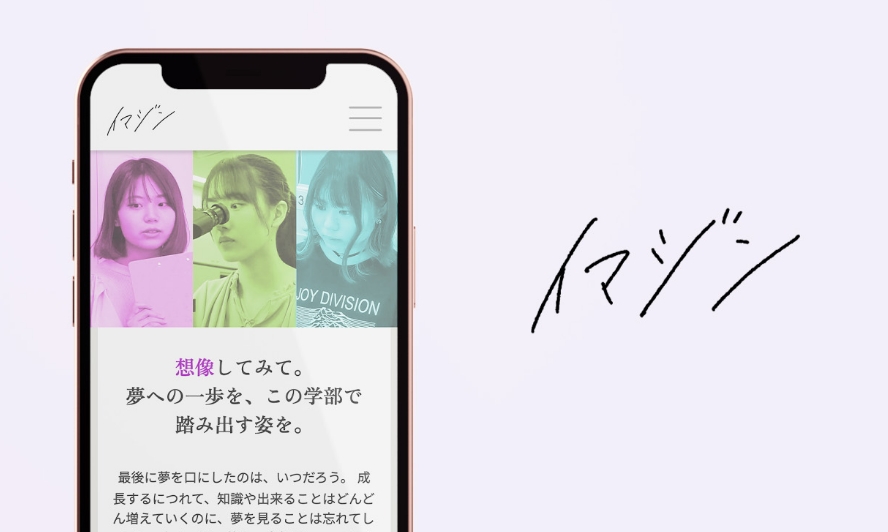 イマジン
3
JOY DIVISION
想像してみて。
夢への一歩を、この学部で
踏み出す姿を。
最後に夢を口にしたのは、いつだろう。 成
長するにつれて、知識や出来ることはどんど
ん増えていくのに、夢を見ることは忘れてし
イマジン